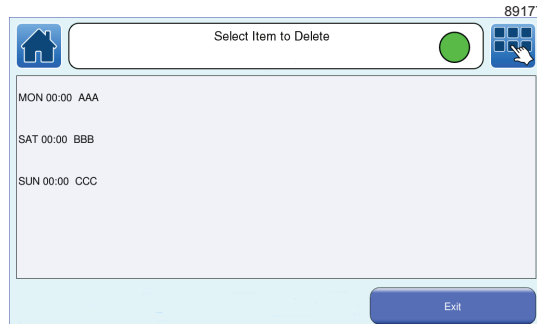 Select Item to Delete
MON 00:00 AAA
SAT 00:00 BBB
SUN 00:00 CCC
Exit